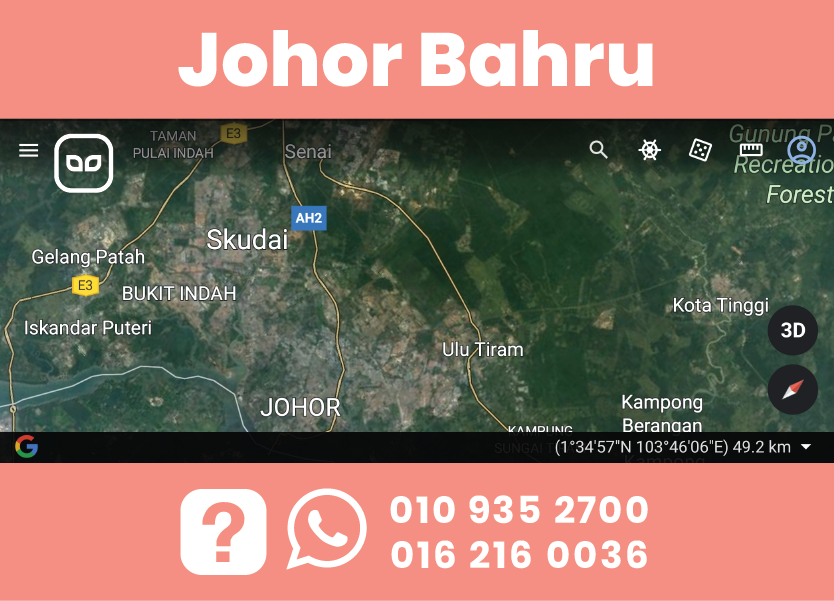 Johor Bahru
TAMAN
PULAI INDAH
E3
Senai
Gunung P
Recreatio
Forest
AH2
Skudai
Gelang Patah
E3
BUKIT INDAH
Kota Tinggi
Iskandar Puteri
3D
Ulu Tiram
JOHOR
Kampong
Berangan
KAMPUNG
SUNGAI T
(1°34'57"N 103°46'06"E) 49.2 km
Kampong
?
010 935 2700
016 216 0036